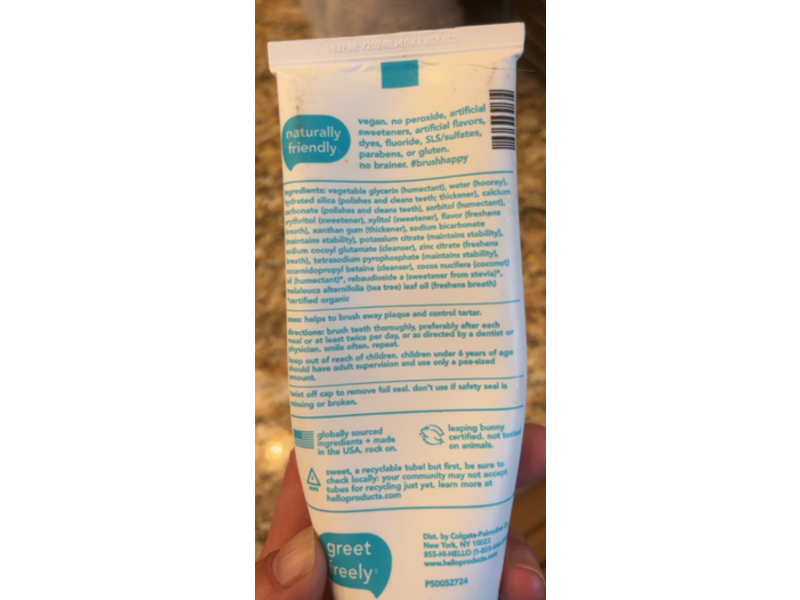 naturally
friendly
vegan. no peroxide, artificial
sweeteners, artificial flavors,
dyes, fluoride, SLS/sulfates,
parabens, or gluten.
no brainer. #brushhappy
ingredients: vegetable glycerin (humectant), water (hooray),
hydrated silica (polishes and cleans teeth; thickener), calcium
carbonate (polishes and cleans teeth), sorbitol (humectant),
erythritol (sweetener), xylitol (sweetener), flavor (freshens
breath), xanthan gum (thickener), sodium bicarbonate
(maintains stability), potassium citrate (maintains stability),
sodium cocoyl glutamate (cleanser), zinc citrate (freshens
breath), tetrasodium pyrophosphate (maintains stability),
cocamidopropyl betaine (cleanser), cocos nucifera (coconut)
oil (humectant)*, rebaudioside a (sweetener from stevia)*,
melaleuca alternifolia (tea tree) leaf oil (freshens breath)
*certified organic
uses: helps to brush away plaque and control tartar.
directions: brush teeth thoroughly, preferably after each
meal or at least twice per day, or as directed by a dentist or
physician. smile often. repeat.
keep out of reach of children. children under 6 years of age
should have adult supervision and use only a pea-sized
amount.
twist off cap to remove foil seal. don't use if safety seal is
missing or broken.
globally sourced
ingredients + made
in the USA. rock on.
leaping bunny
certified. not tested
on animals.
sweet, a recyclable tube! but first, be sure to
check locally: your community may not accept
tubes for recycling just yet. learn more at
helloproducts.com
greet
freely
Dist. by Colgate-Palmolive
New York, NY 10022
855-HI-HELLO
www.helloproducts.com
P50052724